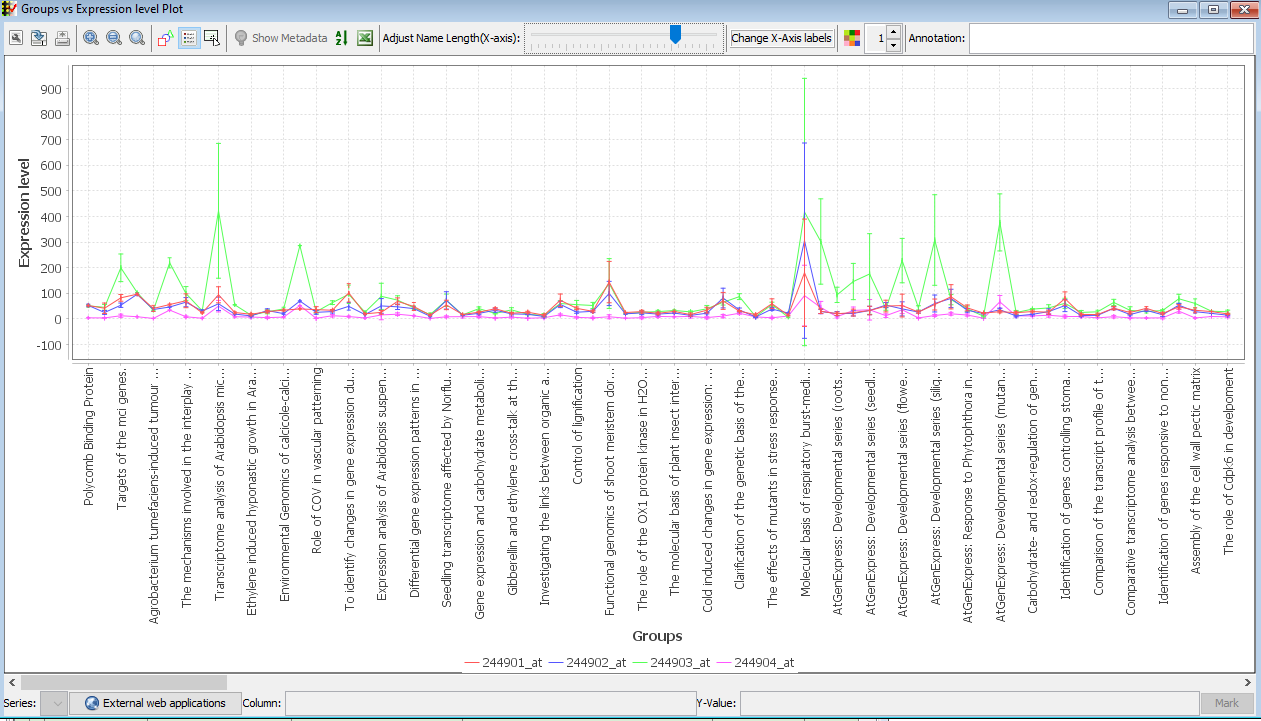 Groups vs Expression level Plot
Show Metadata Adjust Name Length(X-axis): Change X-Axis labels 1 Annotation:
Expression level
900
800
700
600
500
400
300
200
100
0
-100
Polycomb Binding Protein
Targets of the mci genes.
Agrobacterium tumefaciens-induced tumour ...
The mechanisms involved in the interplay ...
Transcriptome analysis of Arabidopsis mic...
Ethylene induced hyponastic growth in Ara...
Environmental Genomics of calcicole-calci...
Role of COV in vascular patterning
To identify changes in gene expression du...
Expression analysis of Arabidopsis suspen...
Differential gene expression patterns in ...
Seedling transcriptome affected by Norflu...
Gene expression and carbohydrate metaboli...
Gibberellin and ethylene cross-talk at th...
Investigating the links between organic a...
Control of lignification
Functional genomics of shoot meristem dor...
The role of the OX1 protein kinase in H2O...
The molecular basis of plant insect inter...
Cold induced changes in gene expression: ...
Clarification of the genetic basis of the...
The effects of mutants in stress response...
Molecular basis of respiratory burst-medi...
AtGenExpress: Developmental series (roots...
AtGenExpress: Developmental series (seedl...
AtGenExpress: Developmental series (flowe...
AtGenExpress: Developmental series (siliq...
AtGenExpress: Response to Phytophthora in...
AtGenExpress: Developmental series (mutan...
Carbohydrate- and redox-regulation of gen...
Identification of genes controlling stoma...
Comparison of the transcript profile of t...
Comparative transcriptome analysis betwee...
Identification of genes responsive to non...
Assembly of the cell wall pectic matrix
The role of Cdpk6 in development
Groups
244901_at 244902_at 244903_at 244904_at
Series: External web applications Column: Y-Value: Mark